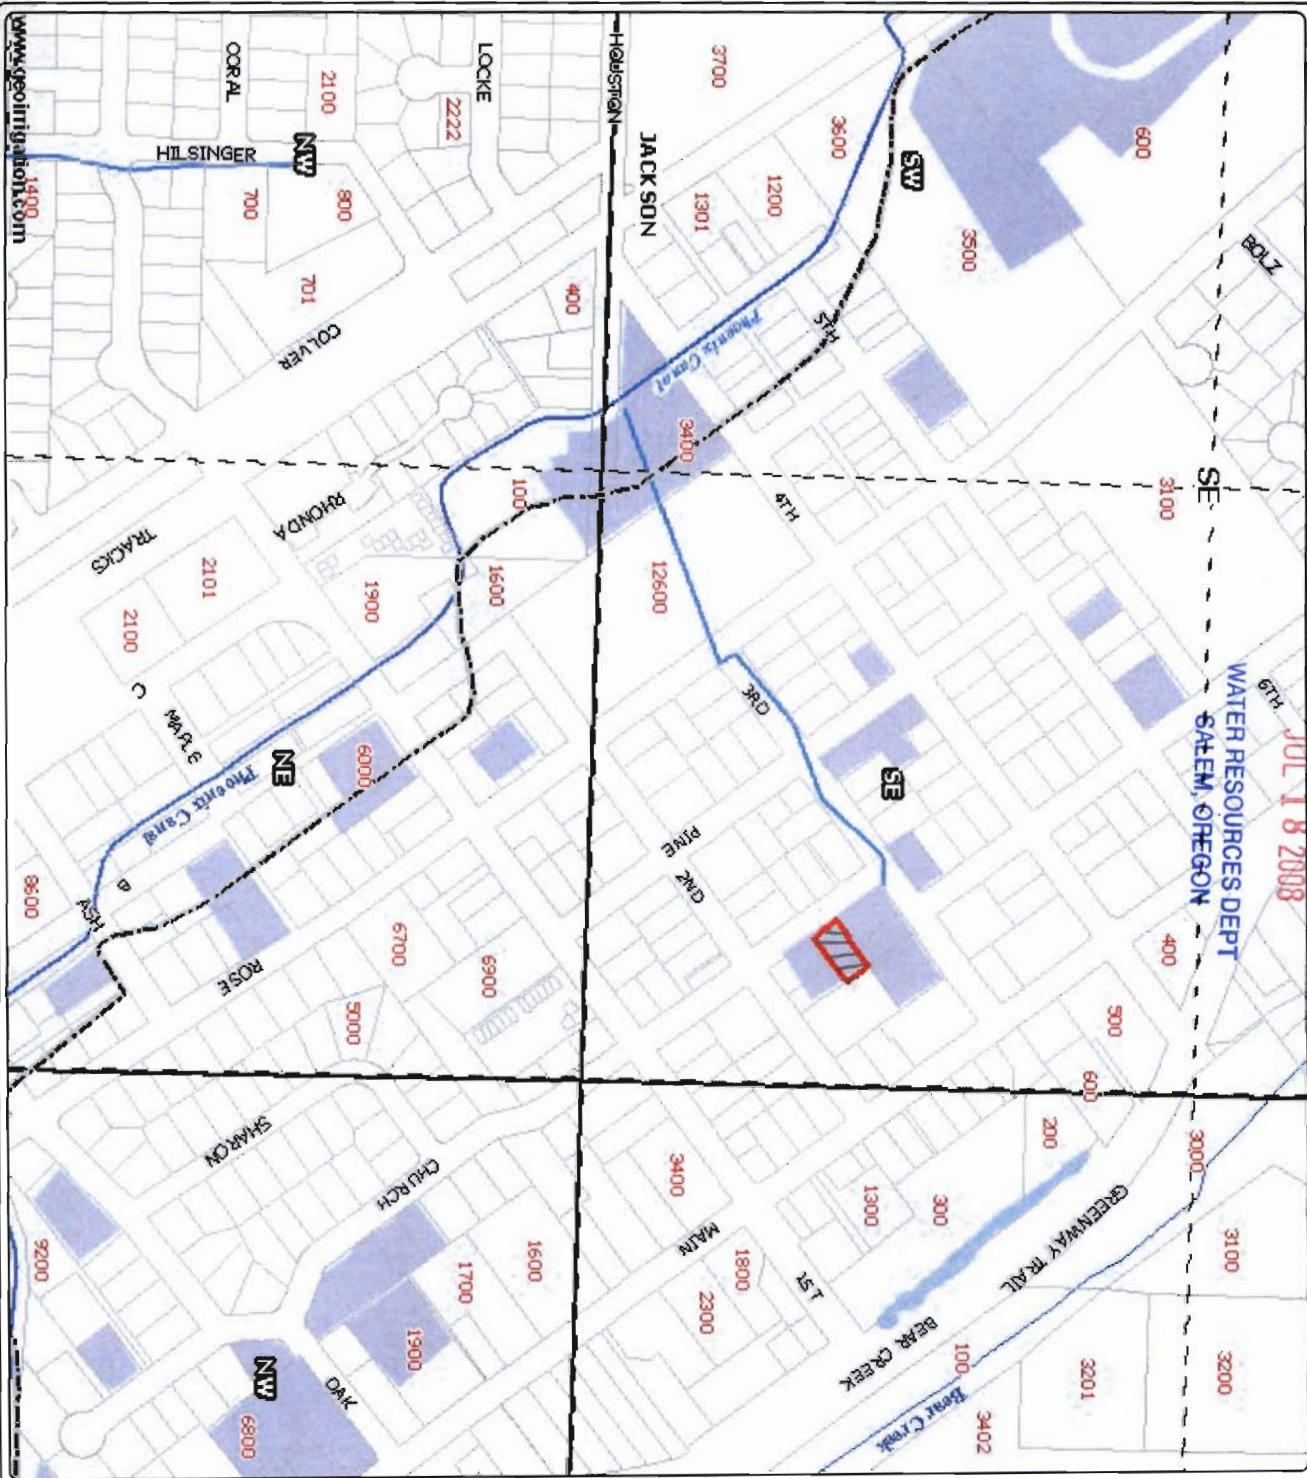 JUL 18 2008
WATER RESOURCES DEPT
SALEM, OREGON
www.geoirrigation.com
600
BOLZ
3500
SW
3700
3600
1200
1301
JACKSON
HOUSTON
LOCKE
CORAL
2100
2222
HILSINGER
NW
1400
700
800
701
COLVER
400
Phoenix Canal
5TH
3400
SE
3100
4TH
6TH
100
RHONDA
TRACKS
2101
2100
1900
1600
12600
3RD
C
MAPLE
NE
Phoenix Canal
6000
SE
PINE
2ND
8600
B
ASH
ROSE
6700
6900
5000
400
500
600
200
3000
GREENWAY TRAIL
3100
SHARON
CHURCH
3400
MAIN
1300
300
1800
2300
1ST
BEAR CREEK
100
Bear Creek
3402
3201
3200
9200
1600
1700
1900
NW
OAK
6800